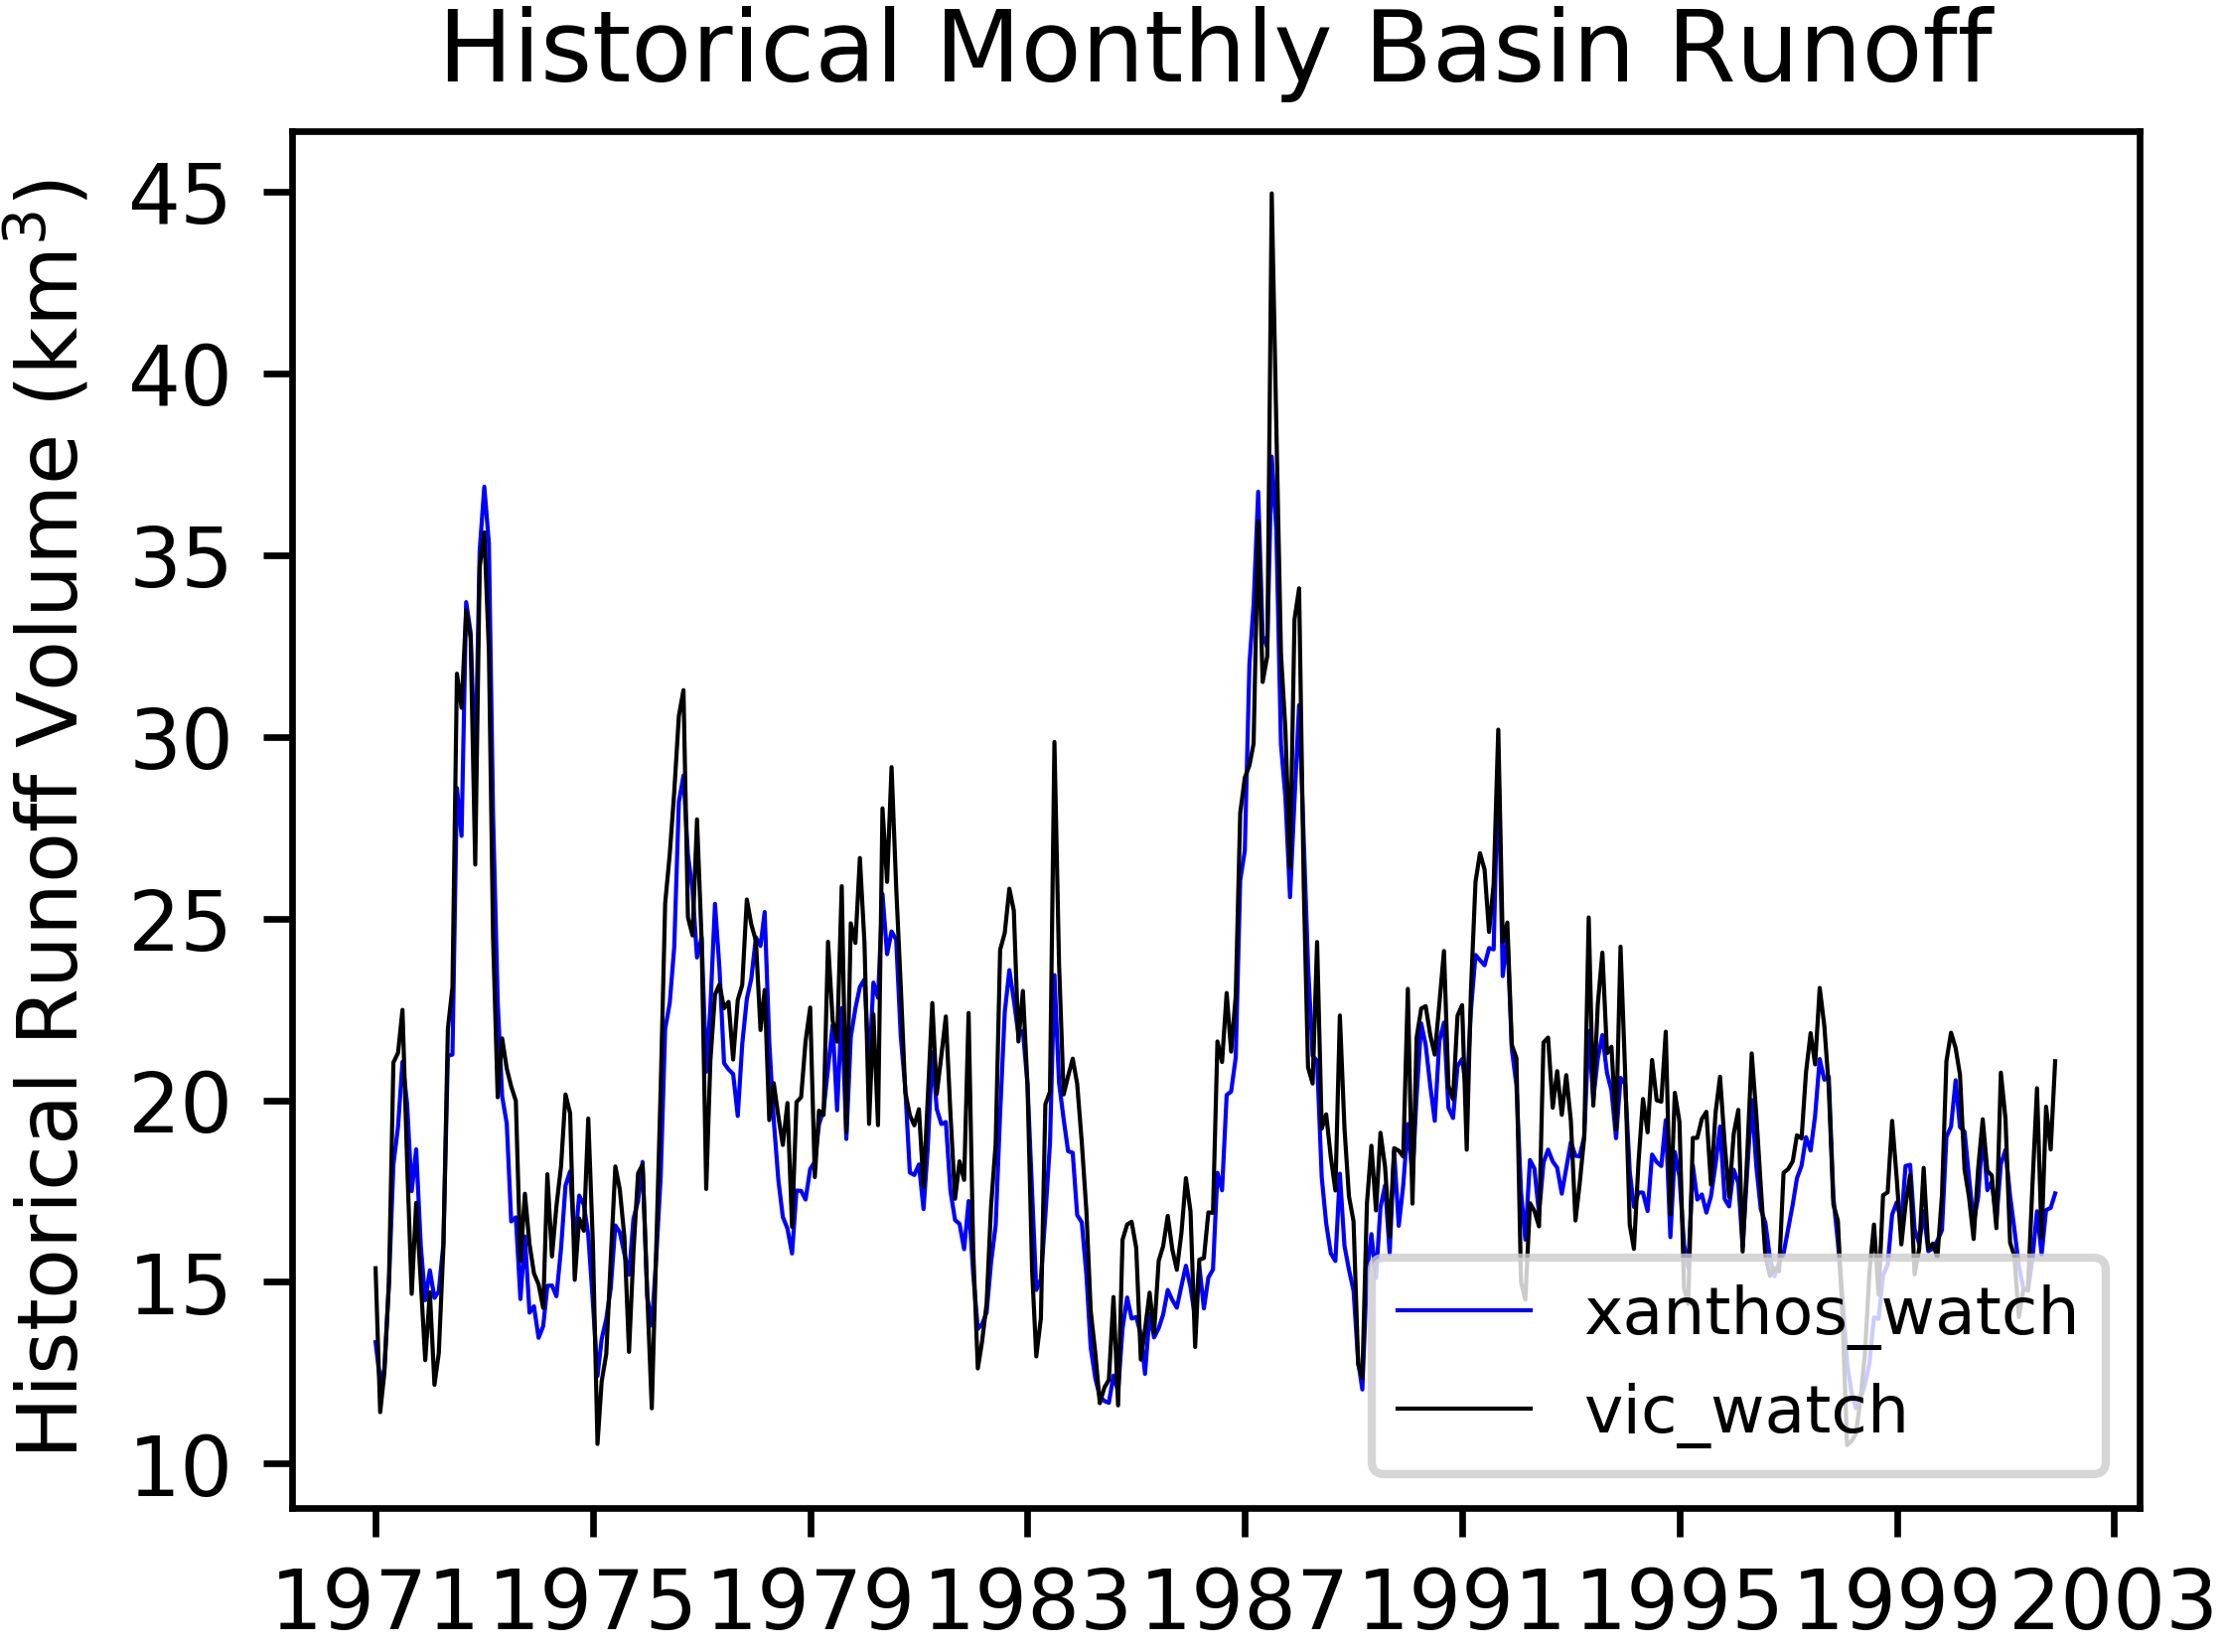 Historical Monthly Basin Runoff
Historical Runoff Volume (km³)
45
40
35
30
25
20
15
10
xanthos_watch
vic_watch
1971 1975 1979 1983 1987 1991 1995 1999 2003